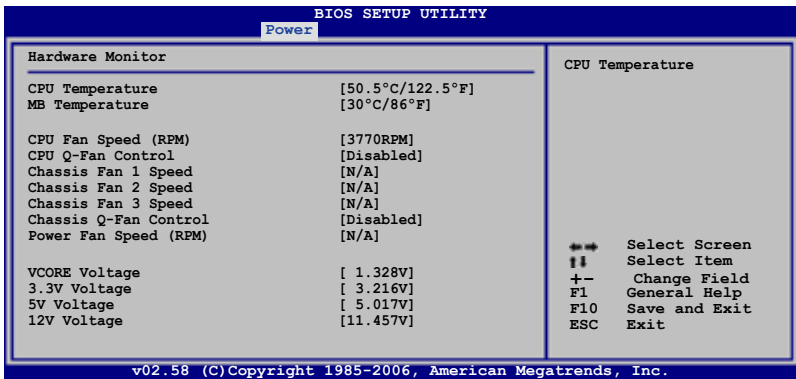 BIOS SETUP UTILITY
Power
Hardware Monitor
CPU Temperature [50.5°C/122.5°F]
MB Temperature [30°C/86°F]
CPU Fan Speed (RPM) [3770RPM]
CPU Q-Fan Control [Disabled]
Chassis Fan 1 Speed [N/A]
Chassis Fan 2 Speed [N/A]
Chassis Fan 3 Speed [N/A]
Chassis Q-Fan Control [Disabled]
Power Fan Speed (RPM) [N/A]
VCORE Voltage [ 1.328V]
3.3V Voltage [ 3.216V]
5V Voltage [ 5.017V]
12V Voltage [11.457V]
CPU Temperature
←→ Select Screen
↑↓ Select Item
+- Change Field
F1 General Help
F10 Save and Exit
ESC Exit
v02.58 (C)Copyright 1985-2006, American Megatrends, Inc.